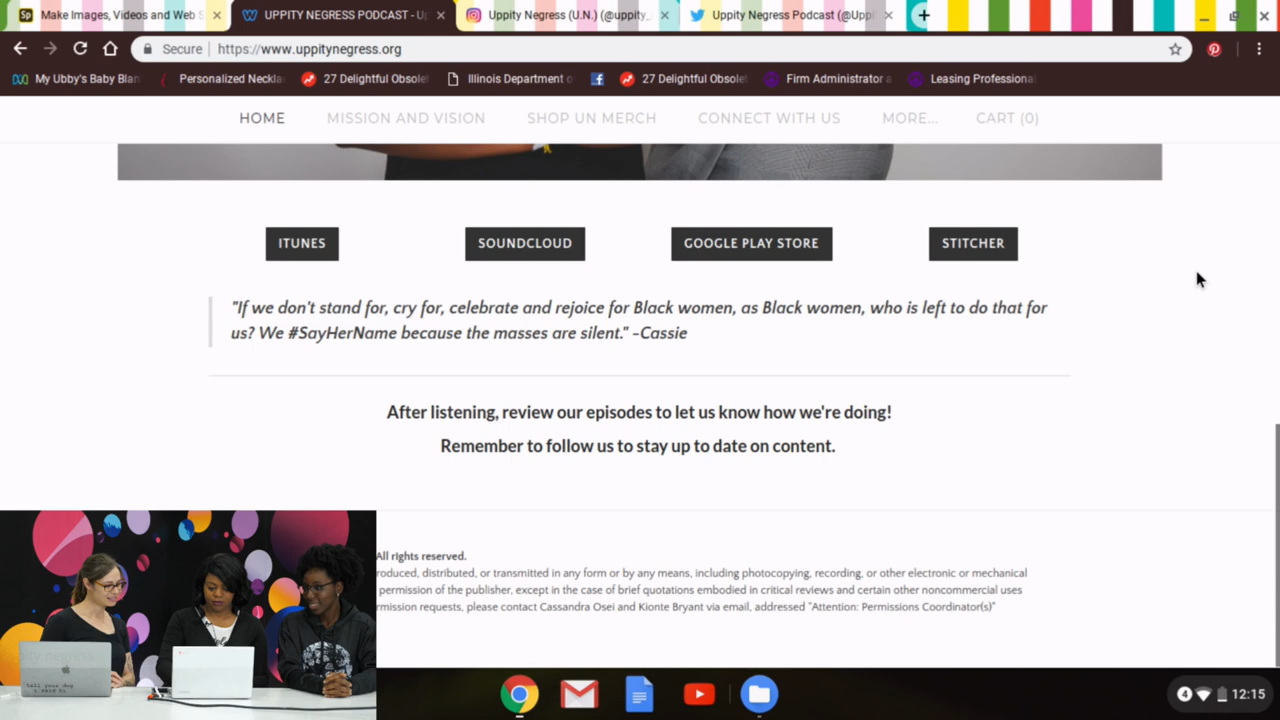 Make Images, Videos and Web S
UPPITY NEGRESS PODCAST - Up
Uppity Negress (U.N.) (@uppity_
Uppity Negress Podcast (@Uppi
Secure https://www.uppitynegress.org
My Ubby's Baby Blan
Personalized Neckla
27 Delightful Obsole
Illinois Department o
27 Delightful Obsole
Firm Administrator a
Leasing Professiona
HOME MISSION AND VISION SHOP UN MERCH CONNECT WITH US MORE... CART (0)
ITUNES SOUNDCLOUD GOOGLE PLAY STORE STITCHER
"If we don't stand for, cry for, celebrate and rejoice for Black women, as Black women, who is left to do that for
us? We #SayHerName because the masses are silent." -Cassie
After listening, review our episodes to let us know how we're doing!
Remember to follow us to stay up to date on content.
All rights reserved.
roduced, distributed, or transmitted in any form or by any means, including photocopying, recording, or other electronic or mechanical
permission of the publisher, except in the case of brief quotations embodied in critical reviews and certain other noncommercial uses
rmission requests, please contact Cassandra Osei and Kionte Bryant via email, addressed "Attention: Permissions Coordinator(s)"
tell your dog
i said hi
4 12:15